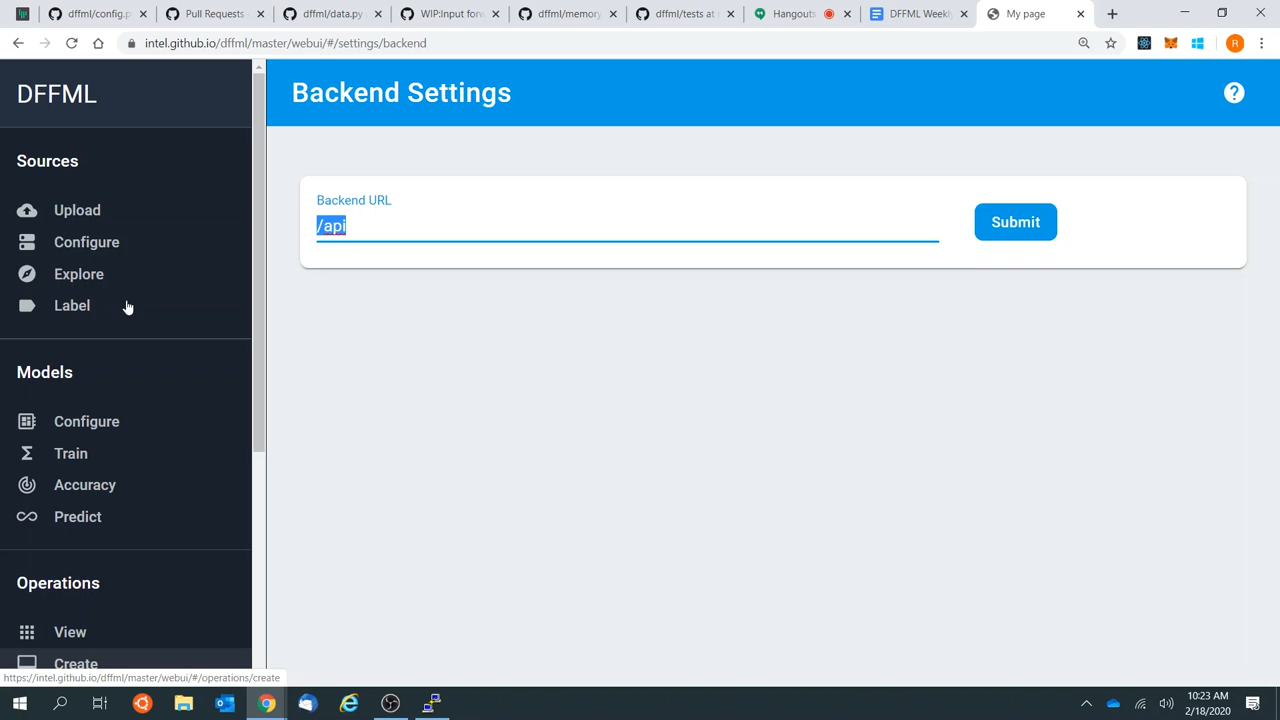 dffml/config.p
Pull Requests -
dffml/data.py
WIP:Input for
dffml/memory
dffml/tests at
Hangouts
DFFML Weekly
My page
intel.github.io/dffml/master/webui/#/settings/backend
R
DFFML
Backend Settings
Sources
Upload
Configure
Explore
Label
Backend URL
/api
Submit
Models
Configure
Train
Accuracy
Predict
Operations
View
Create
https://intel.github.io/dffml/master/webui/#/operations/create
10:23 AM
2/18/2020